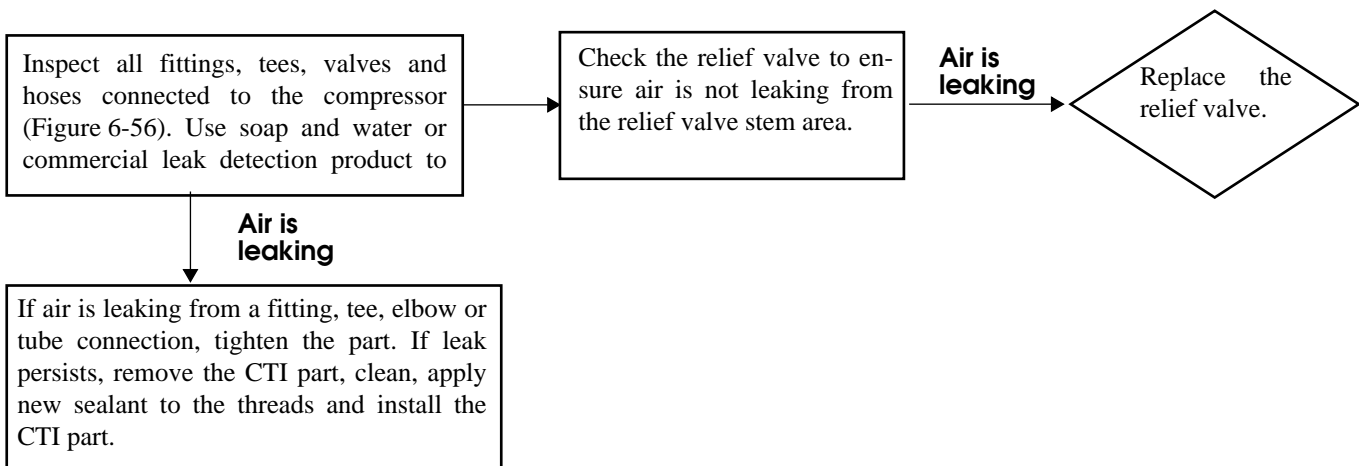 Inspect all fittings, tees, valves and
hoses connected to the compressor
(Figure 6-56). Use soap and water or
commercial leak detection product to
Check the relief valve to en-
sure air is not leaking from
the relief valve stem area.
Air is
leaking
Replace the
relief valve.
Air is
leaking
If air is leaking from a fitting, tee, elbow or
tube connection, tighten the part. If leak
persists, remove the CTI part, clean, apply
new sealant to the threads and install the
CTI part.